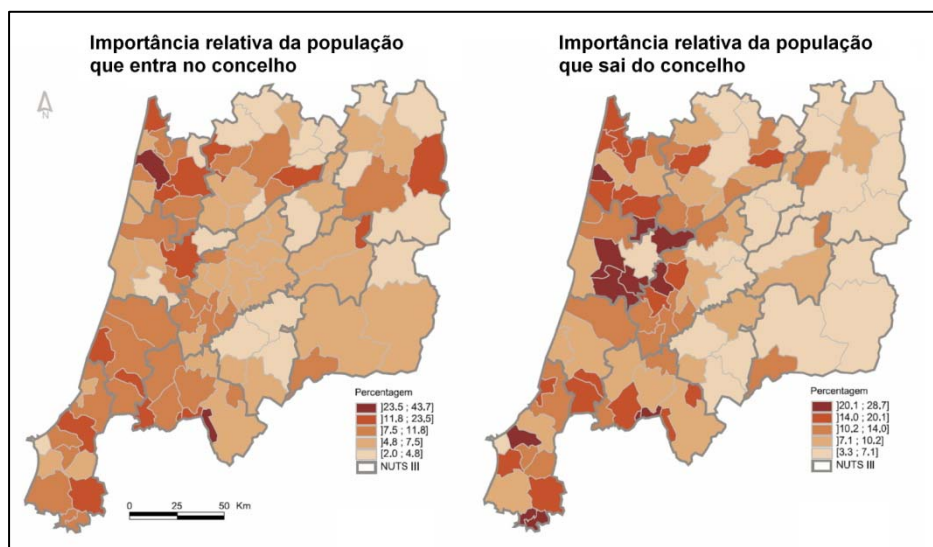 Importância relativa da população
que entra no concelho
N
Percentagem
]23.5 ; 43.7]
]11.8 ; 23.5]
]7.5 ; 11.8]
]4.8 ; 7.5]
[2.0 ; 4.8]
NUTS III
0 25 50
Km
Importância relativa da população
que sai do concelho
Percentagem
]20.1 ; 28.7]
]14.0 ; 20.1]
]10.2 ; 14.0]
]7.1 ; 10.2]
[3.3 ; 7.1]
NUTS III